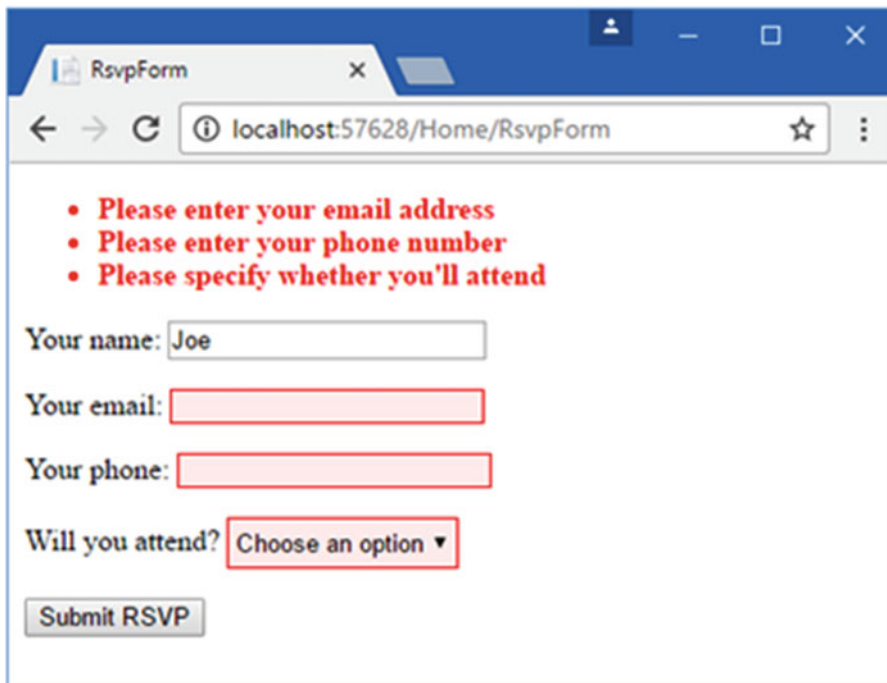 RsvpForm
localhost:57628/Home/RsvpForm
• Please enter your email address
• Please enter your phone number
• Please specify whether you'll attend
Your name: Joe
Your email:
Your phone:
Will you attend? Choose an option
Submit RSVP